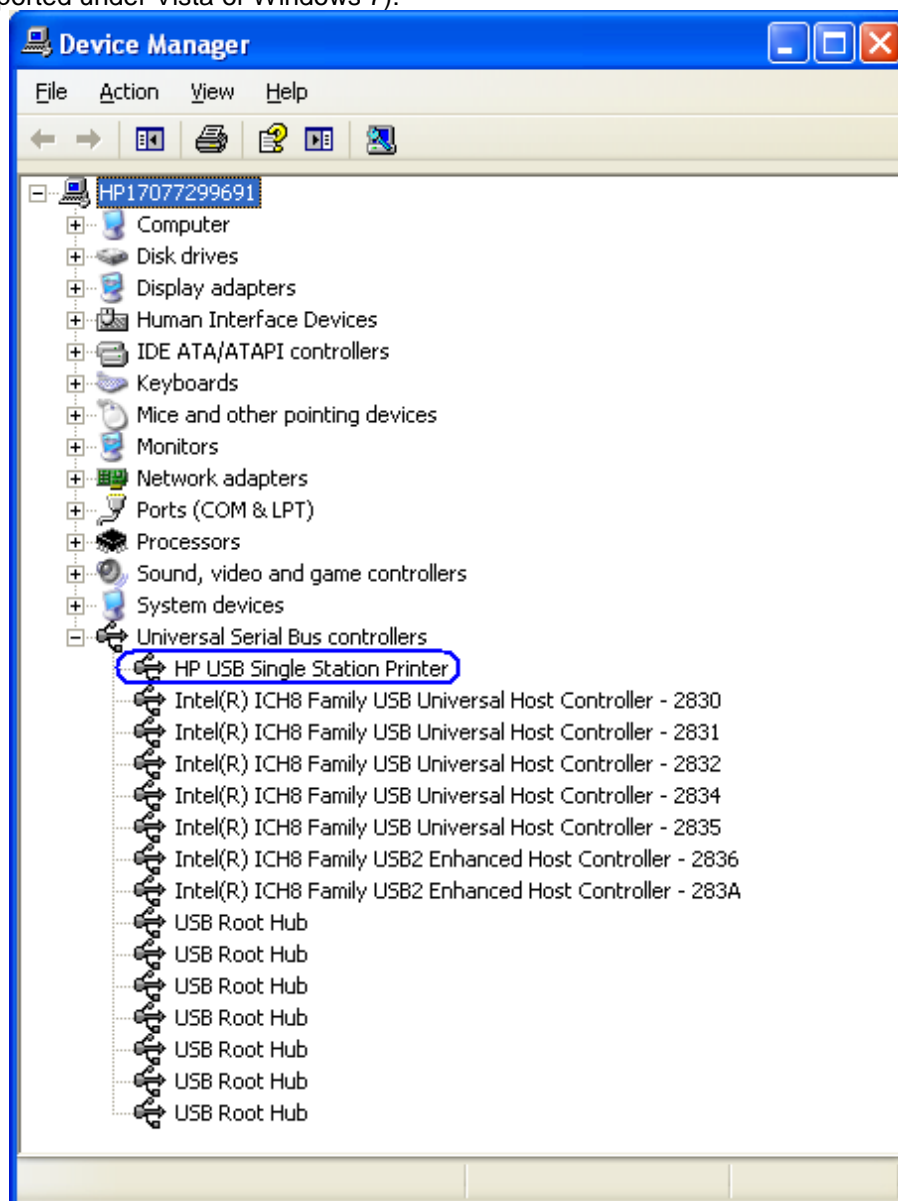 ported under Vista or Windows 7).
Device Manager
File Action View Help
HP17077299691
Computer
Disk drives
Display adapters
Human Interface Devices
IDE ATA/ATAPI controllers
Keyboards
Mice and other pointing devices
Monitors
Network adapters
Ports (COM & LPT)
Processors
Sound, video and game controllers
System devices
Universal Serial Bus controllers
HP USB Single Station Printer
Intel(R) ICH8 Family USB Universal Host Controller - 2830
Intel(R) ICH8 Family USB Universal Host Controller - 2831
Intel(R) ICH8 Family USB Universal Host Controller - 2832
Intel(R) ICH8 Family USB Universal Host Controller - 2834
Intel(R) ICH8 Family USB Universal Host Controller - 2835
Intel(R) ICH8 Family USB2 Enhanced Host Controller - 2836
Intel(R) ICH8 Family USB2 Enhanced Host Controller - 283A
USB Root Hub
USB Root Hub
USB Root Hub
USB Root Hub
USB Root Hub
USB Root Hub
USB Root Hub